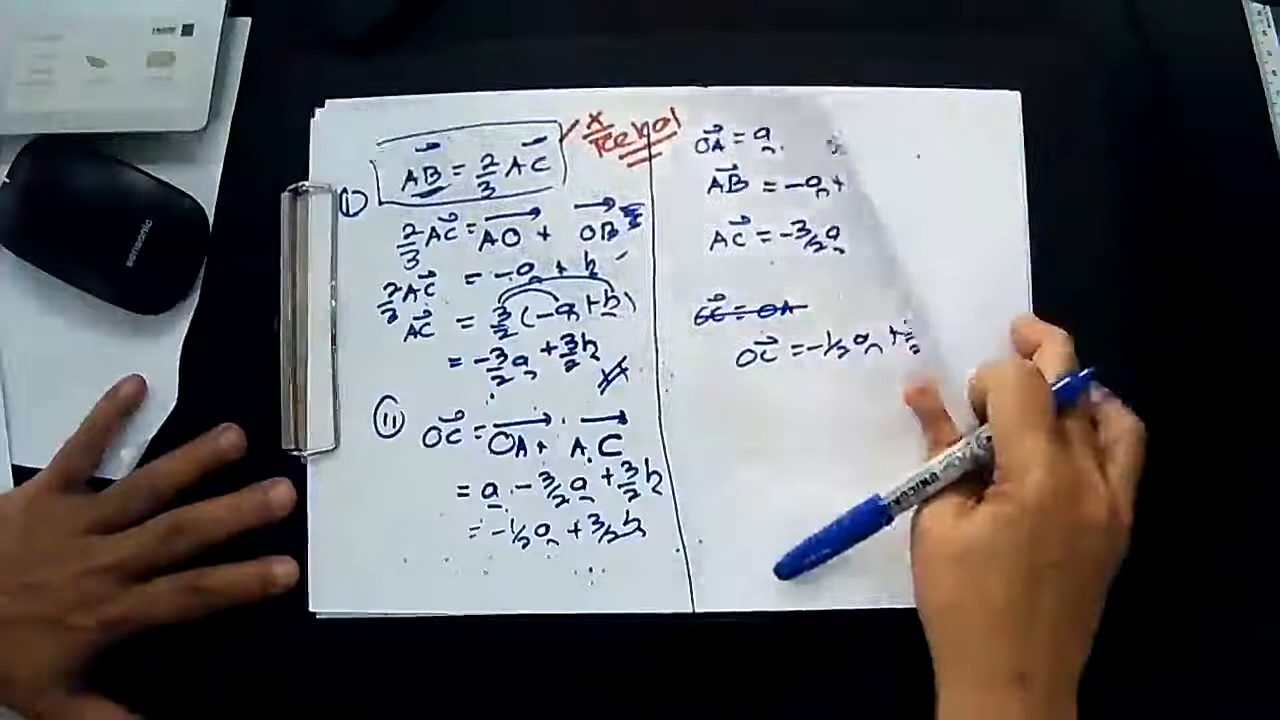 AB = 2/3 AC
(i)
2/3 AC = AO + OB
2/3 AC = -a + b
AC = 3/2 (-a + b)
= -3/2 a + 3/2 b
(ii) OC = OA + AC
= a - 3/2 a + 3/2 b
= -1/2 a + 3/2 b
OA = a
AB = -a +
AC = -3/2 a
OC = OA
OC = -1/2 a +
sensonic
UNICOR